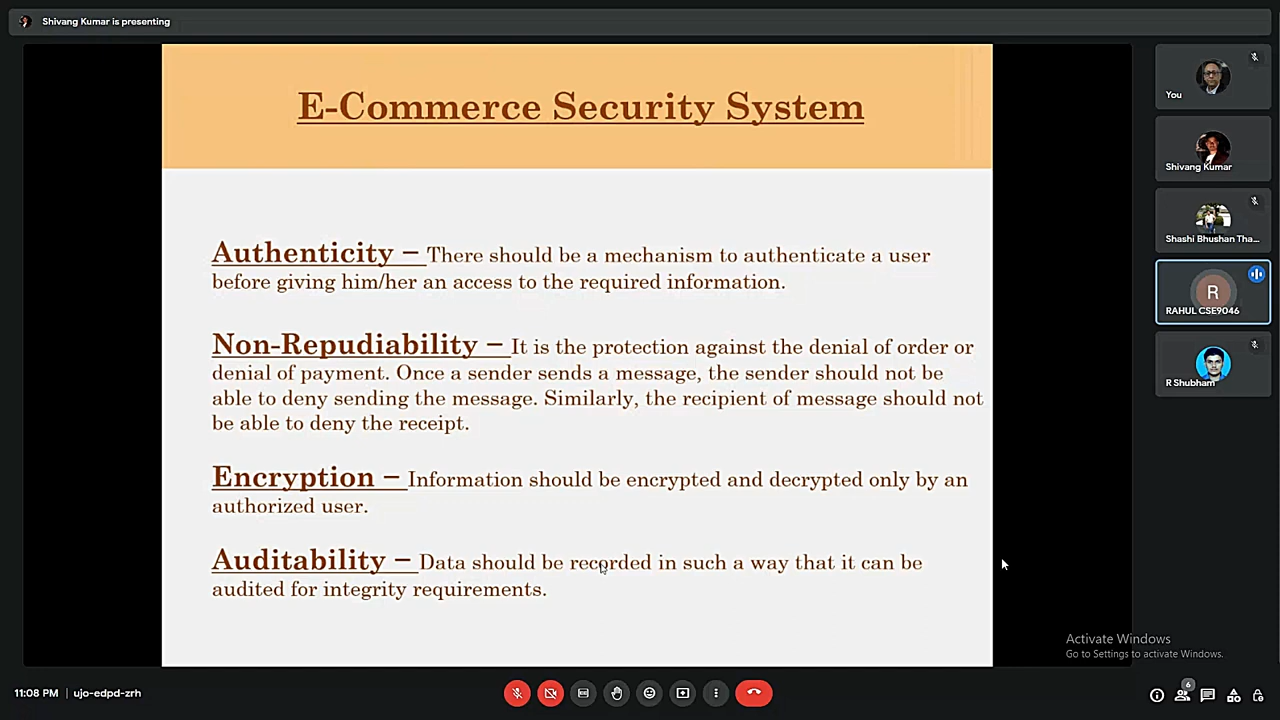 Shivang Kumar is presenting
E-Commerce Security System
Authenticity – There should be a mechanism to authenticate a user
before giving him/her an access to the required information.
Non-Repudiability – It is the protection against the denial of order or
denial of payment. Once a sender sends a message, the sender should not be
able to deny sending the message. Similarly, the recipient of message should not
be able to deny the receipt.
Encryption – Information should be encrypted and decrypted only by an
authorized user.
Auditability – Data should be recorded in such a way that it can be
audited for integrity requirements.
You
Shivang Kumar
Shashi Bhushan Tha...
R
RAHUL CSE9046
R Shubham
Activate Windows
Go to Settings to activate Windows.
11:08 PM | ujo-edpd-zrh
6